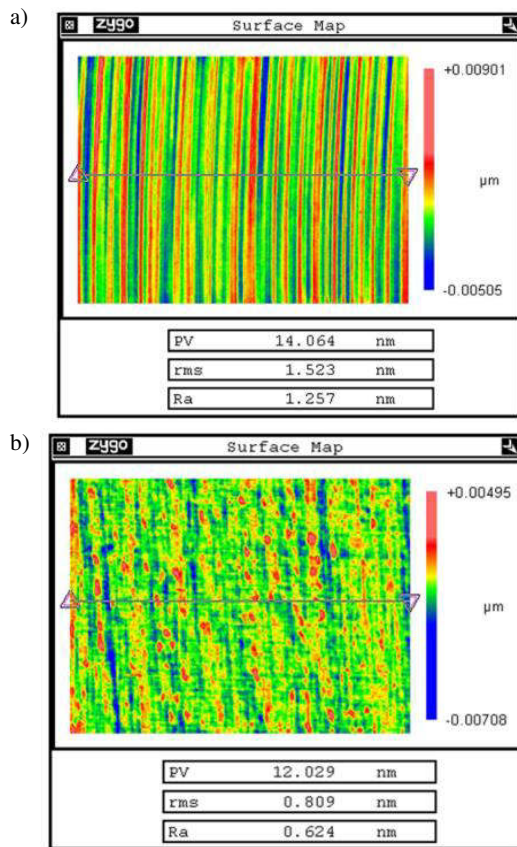 a)
zygo Surface Map
+0.00901
µm
-0.00505
PV 14.064 nm
rms 1.523 nm
Ra 1.257 nm
b)
zygo Surface Map
+0.00495
µm
-0.00708
PV 12.029 nm
rms 0.809 nm
Ra 0.624 nm